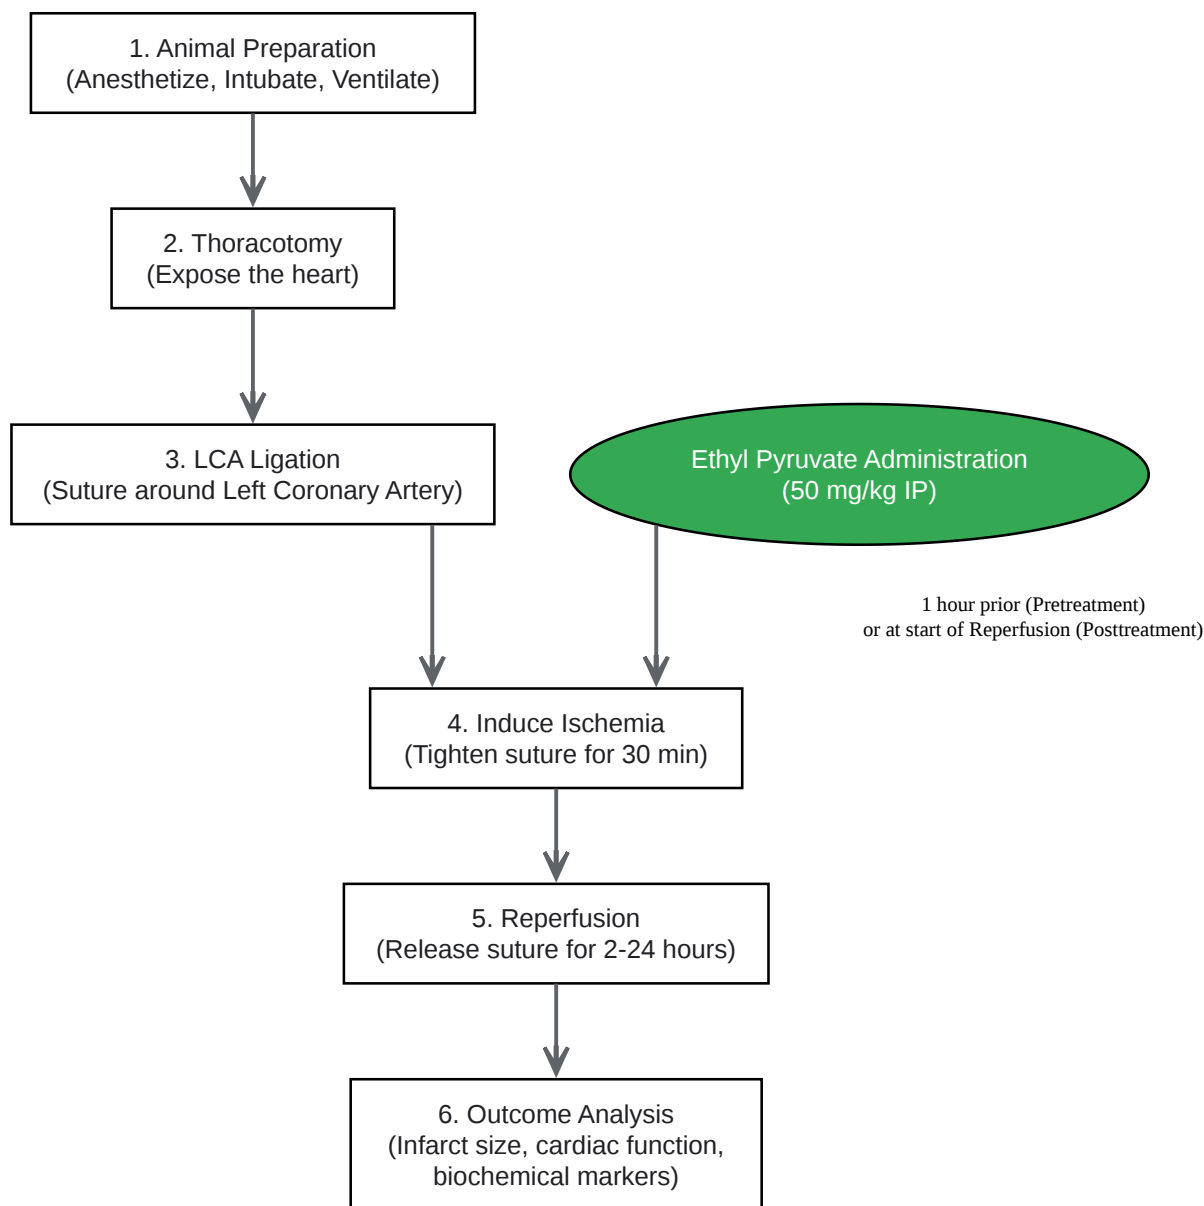 1. Animal Preparation
(Anesthetize, Intubate, Ventilate)
2. Thoracotomy
(Expose the heart)
3. LCA Ligation
(Suture around Left Coronary Artery)
Ethyl Pyruvate Administration
(50 mg/kg IP)
1 hour prior (Pretreatment)
or at start of Reperfusion (Posttreatment)
4. Induce Ischemia
(Tighten suture for 30 min)
5. Reperfusion
(Release suture for 2-24 hours)
6. Outcome Analysis
(Infarct size, cardiac function,
biochemical markers)